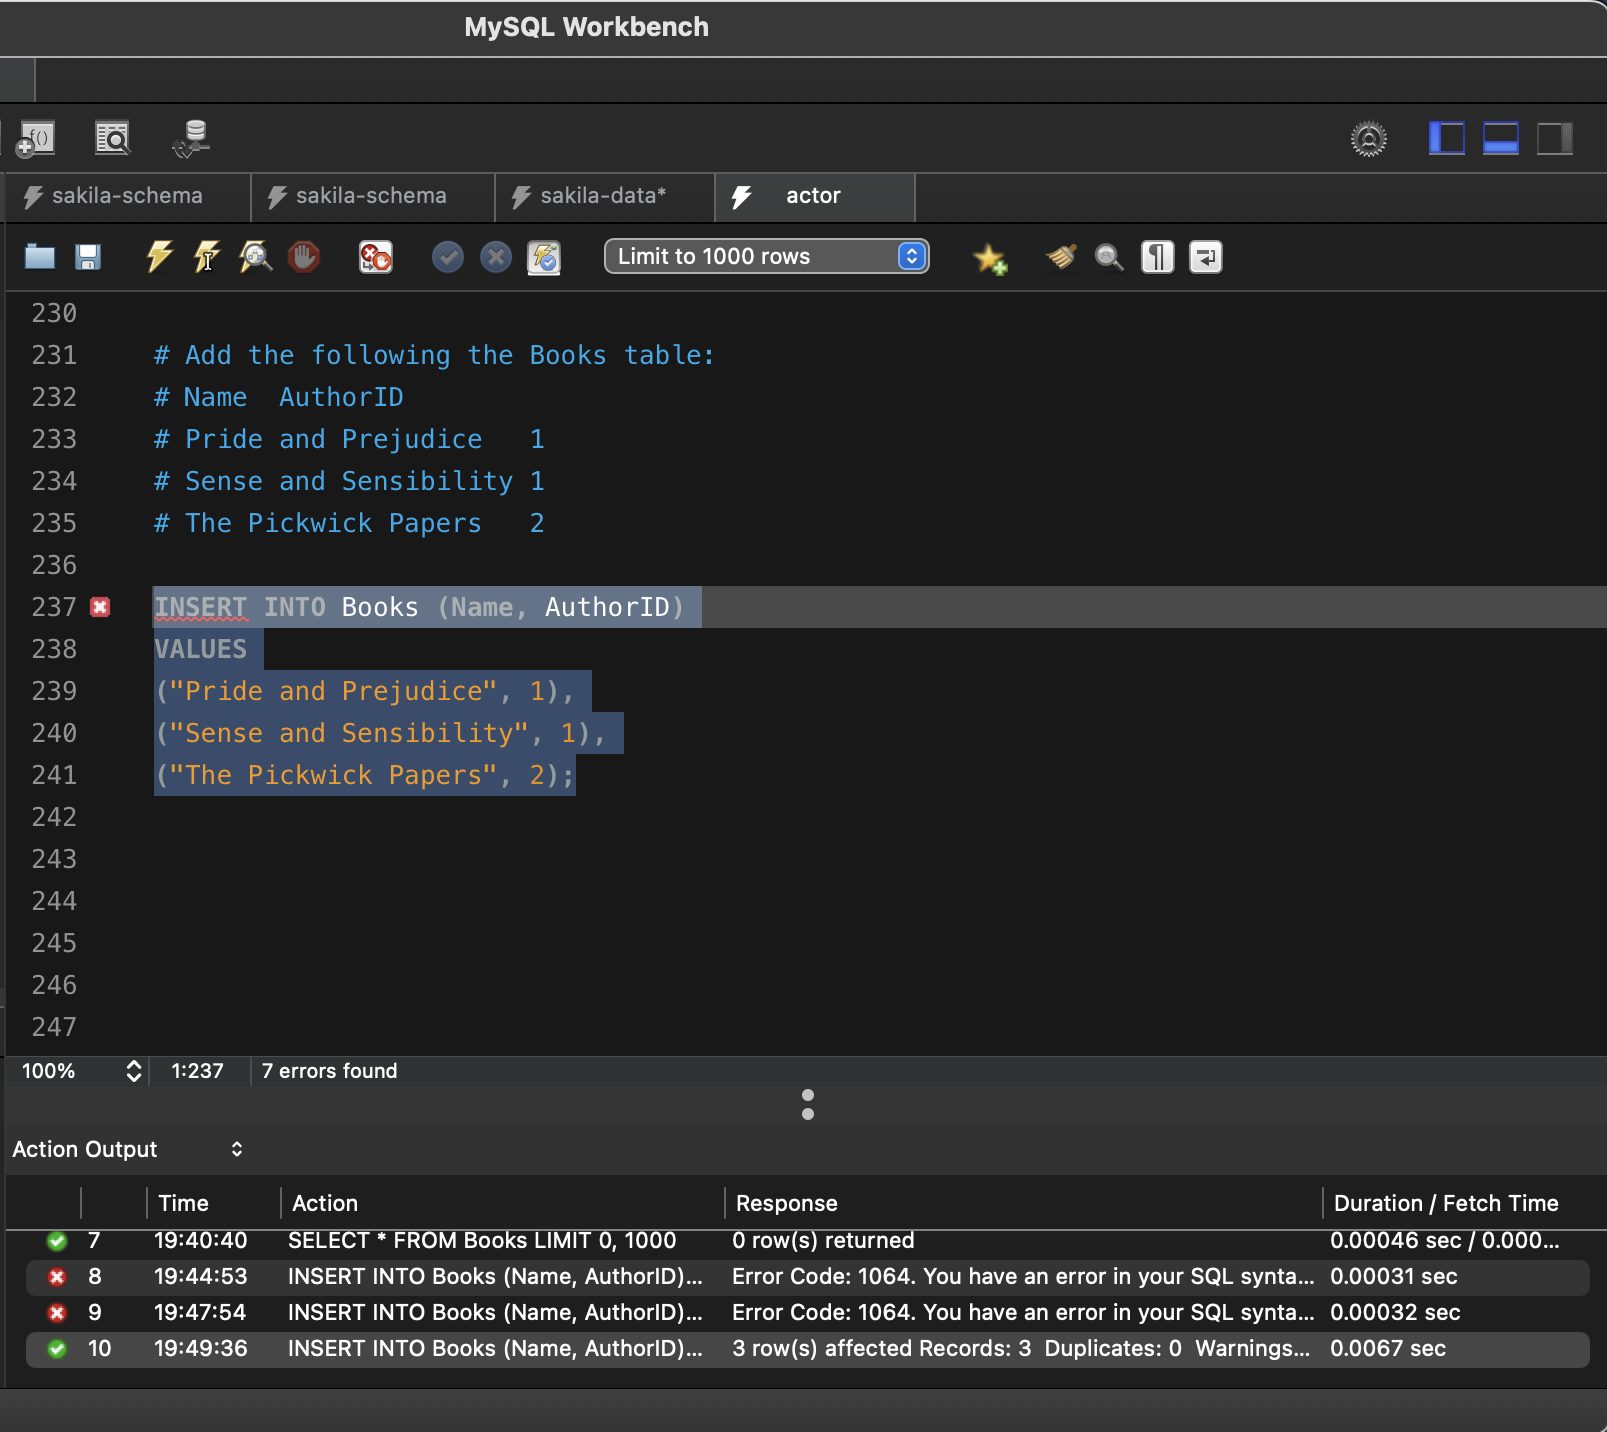 MySQL Workbench
sakila-schema sakila-schema sakila-data* actor
Limit to 1000 rows
230
231 # Add the following the Books table:
232 # Name  AuthorID
233 # Pride and Prejudice   1
234 # Sense and Sensibility 1
235 # The Pickwick Papers   2
236
237 INSERT INTO Books (Name, AuthorID)
238 VALUES
239 ("Pride and Prejudice", 1),
240 ("Sense and Sensibility", 1),
241 ("The Pickwick Papers", 2);
242
243
244
245
246
247
100% 1:237 7 errors found
Action Output
Time Action Response Duration / Fetch Time
7 19:40:40 SELECT * FROM Books LIMIT 0, 1000 0 row(s) returned 0.00046 sec / 0.000...
8 19:44:53 INSERT INTO Books (Name, AuthorID)... Error Code: 1064. You have an error in your SQL synta... 0.00031 sec
9 19:47:54 INSERT INTO Books (Name, AuthorID)... Error Code: 1064. You have an error in your SQL synta... 0.00032 sec
10 19:49:36 INSERT INTO Books (Name, AuthorID)... 3 row(s) affected Records: 3  Duplicates: 0  Warnings... 0.0067 sec